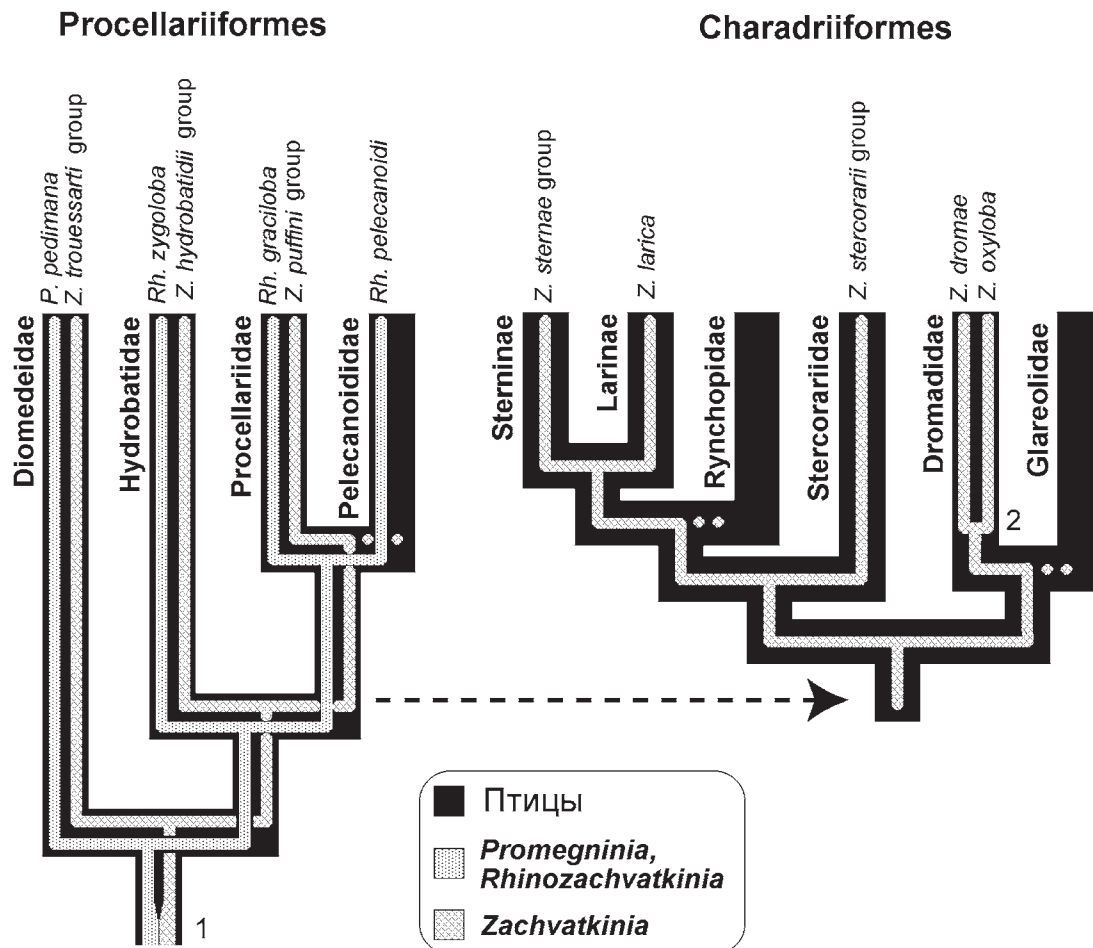 Procellariiformes
Charadriiformes
P. pedimana
Z. trouessarti group
Rh. zygoloba
Z. hydrobatidii group
Rh. graciloba
Z. puffini group
Rh. pelecanoidi
Z. sternae group
Z. larica
Z. stercorarii group
Z. dromae
Z. oxyloba
Diomedeidae
Hydrobatidae
Procellariidae
Pelecanoididae
Sterninae
Larinae
Rynchopidae
Stercorariidae
Dromadidae
Glareolidae
2
1
Птицы
Promegninia,
Rhinozachvatkinia
Zachvatkinia